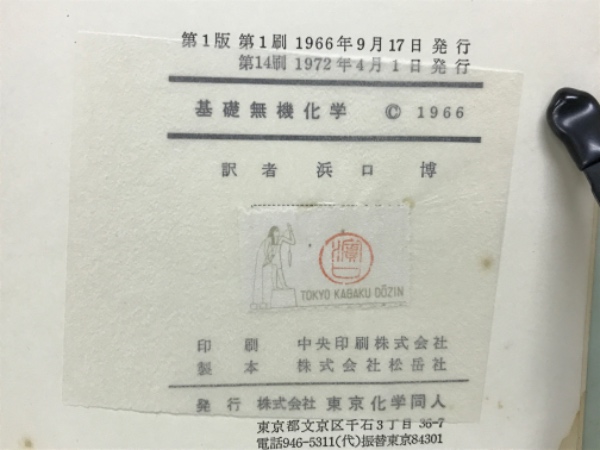 第1版 第1刷 1966年9月17日 発行
第14刷 1972年4月1日 発行
基礎無機化学 © 1966
訳者 浜口 博
濱口
TOKYO KAGAKU DŌZIN
印刷 中央印刷株式会社
製本 株式会社松岳社
発行 株式会社 東京化学同人
東京都文京区千石3丁目36-7
電話946-5311(代)振替東京84301